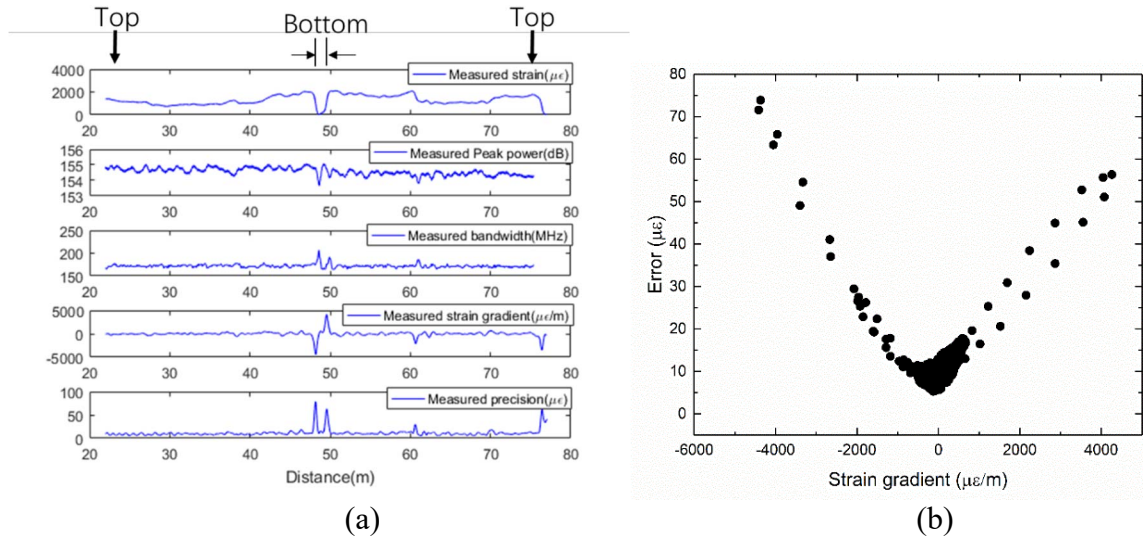 Top
Bottom
Top
4000
2000
0
Measured strain(με)
20 30 40 50 60 70 80
156
155
154
153
Measured Peak power(dB)
20 30 40 50 60 70 80
250
200
150
Measured bandwidth(MHz)
20 30 40 50 60 70 80
5000
0
-5000
Measured strain gradient(με/m)
20 30 40 50 60 70 80
100
50
0
Measured precision(με)
20 30 40 50 60 70 80
Distance(m)
(a)
80
70
60
50
40
30
20
10
0
Error (με)
-6000 -4000 -2000 0 2000 4000
Strain gradient (με/m)
(b)